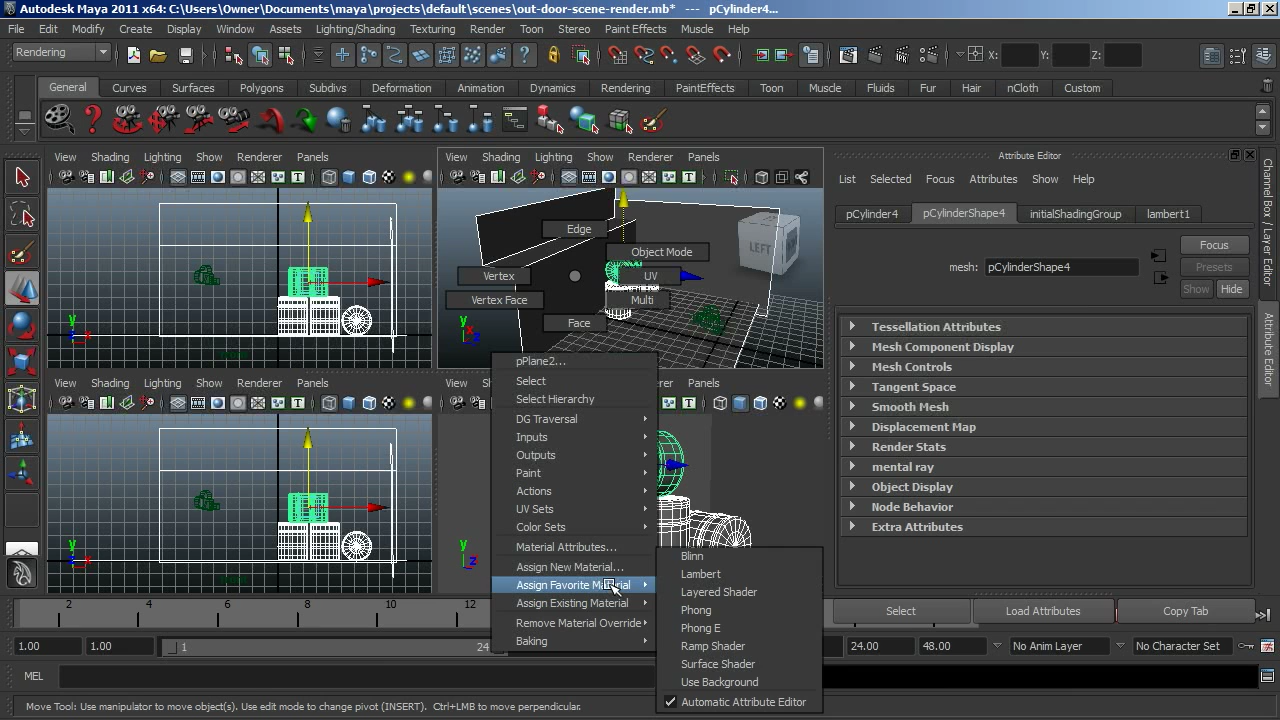 Autodesk Maya 2011 x64: C:\Users\Owner\Documents\maya\projects\default\scenes\out-door-scene-render.mb* --- pCylinder4...
File Edit Modify Create Display Window Assets Lighting/Shading Texturing Render Toon Stereo Paint Effects Muscle Help
Rendering X: Y: Z:
General Curves Surfaces Polygons Subdivs Deformation Animation Dynamics Rendering PaintEffects Toon Muscle Fluids Fur Hair nCloth Custom
View Shading Lighting Show Renderer Panels
View Shading Lighting Show Renderer Panels
Attribute Editor
List Selected Focus Attributes Show Help
pCylinder4 pCylinderShape4 initialShadingGroup lambert1
Focus
mesh: pCylinderShape4
Presets
Show Hide
Edge
Object Mode
Vertex
UV
Vertex Face
Multi
Face
LEFT
y
x
y
x
z
Channel Box / Layer Editor
Attribute Editor
Tessellation Attributes
Mesh Component Display
Mesh Controls
Tangent Space
Smooth Mesh
Displacement Map
Render Stats
mental ray
Object Display
Node Behavior
Extra Attributes
View Shading Lighting Show Renderer Panels
View Panels
y
x
y
z
pPlane2...
Select
Select Hierarchy
DG Traversal
Inputs
Outputs
Paint
Actions
UV Sets
Color Sets
Material Attributes...
Assign New Material...
Assign Favorite Material
Assign Existing Material
Remove Material Override
Baking
Blinn
Lambert
Layered Shader
Phong
Phong E
Ramp Shader
Surface Shader
Use Background
Automatic Attribute Editor
Select Load Attributes Copy Tab
2 4 6 8 10 12
1.00 1.00 1 24 24.00 48.00 No Anim Layer No Character Set
MEL
Move Tool: Use manipulator to move object(s). Use edit mode to change pivot (INSERT). Ctrl+LMB to move perpendicular.